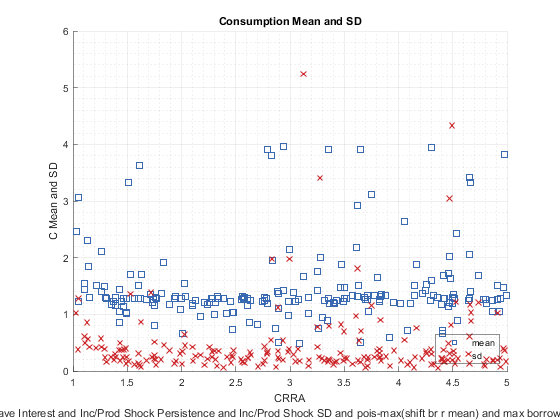 Consumption Mean and SD
6
5
4
3
2
1
0
C Mean and SD
1
1.5
2
2.5
3
3.5
4
4.5
5
CRRA
mean
sd
ave Interest and Inc/Prod Shock Persistence and Inc/Prod Shock SD and pois-max(shift br r mean) and max borrow